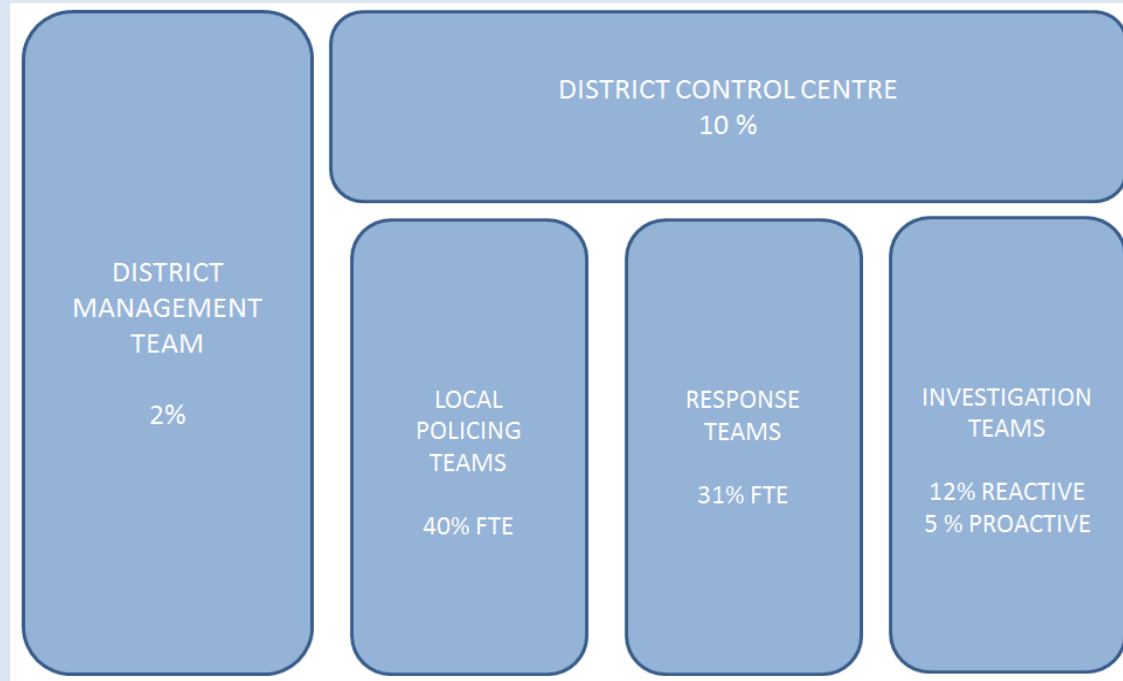 DISTRICT
MANAGEMENT
TEAM
2%
DISTRICT CONTROL CENTRE
10 %
LOCAL
POLICING
TEAMS
40% FTE
RESPONSE
TEAMS
31% FTE
INVESTIGATION
TEAMS
12% REACTIVE
5 % PROACTIVE